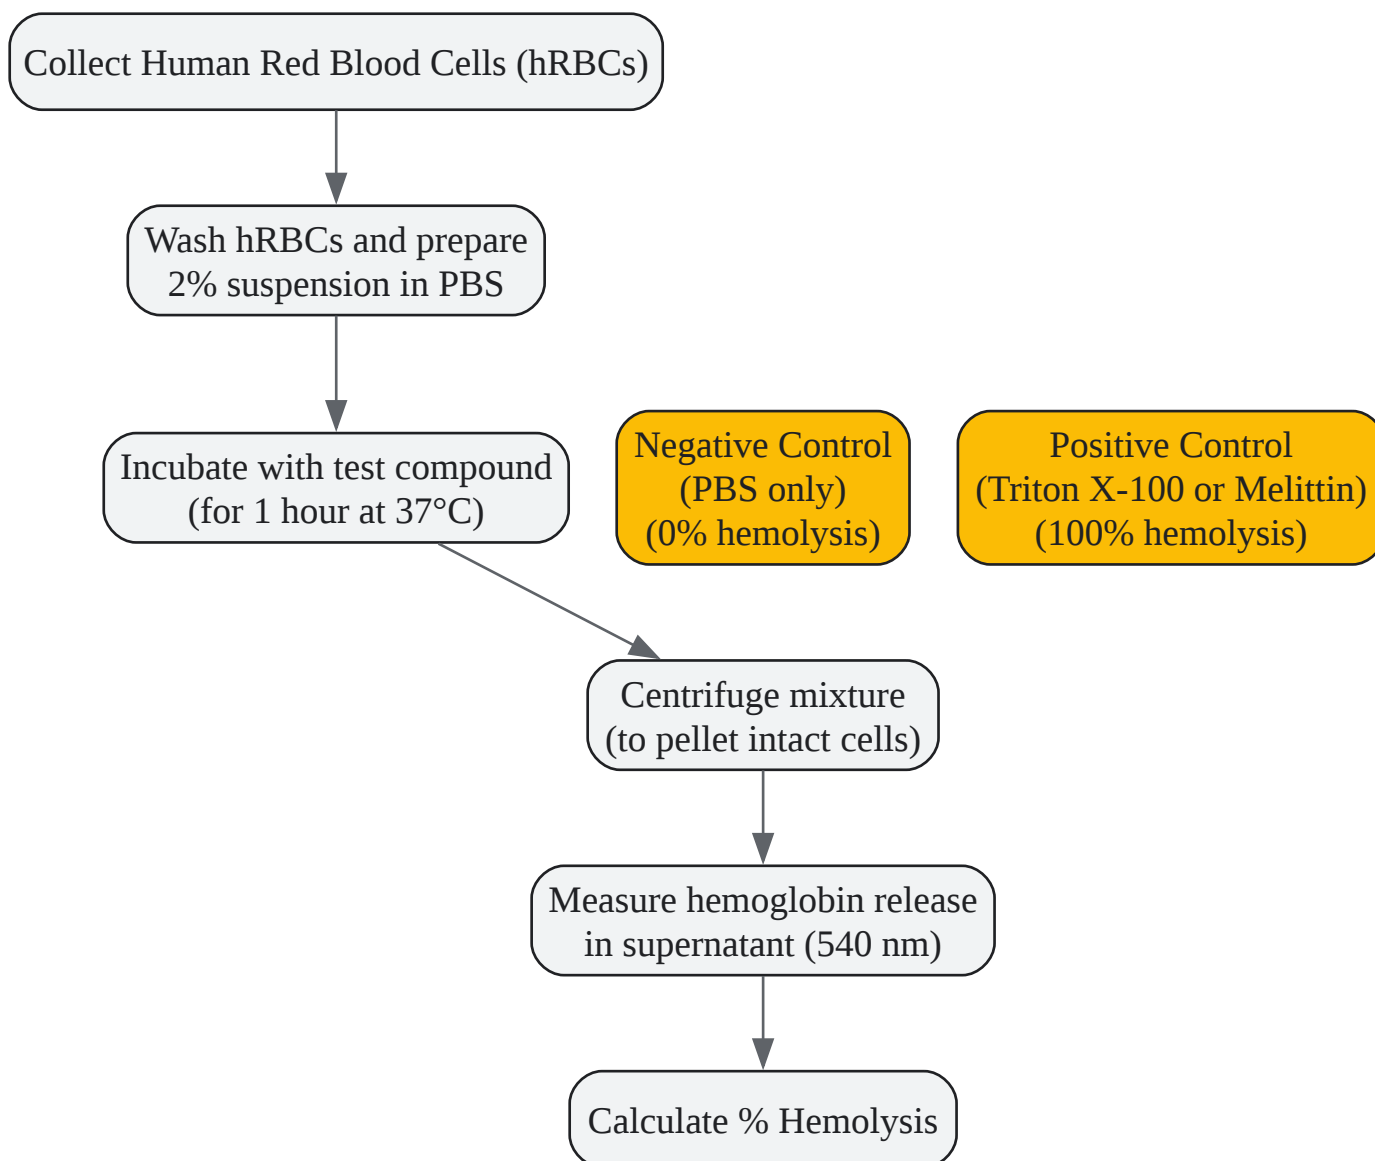 Collect Human Red Blood Cells (hRBCs)
Wash hRBCs and prepare
2% suspension in PBS
Incubate with test compound
(for 1 hour at 37°C)
Negative Control
(PBS only)
(0% hemolysis)
Positive Control
(Triton X-100 or Melittin)
(100% hemolysis)
Centrifuge mixture
(to pellet intact cells)
Measure hemoglobin release
in supernatant (540 nm)
Calculate % Hemolysis